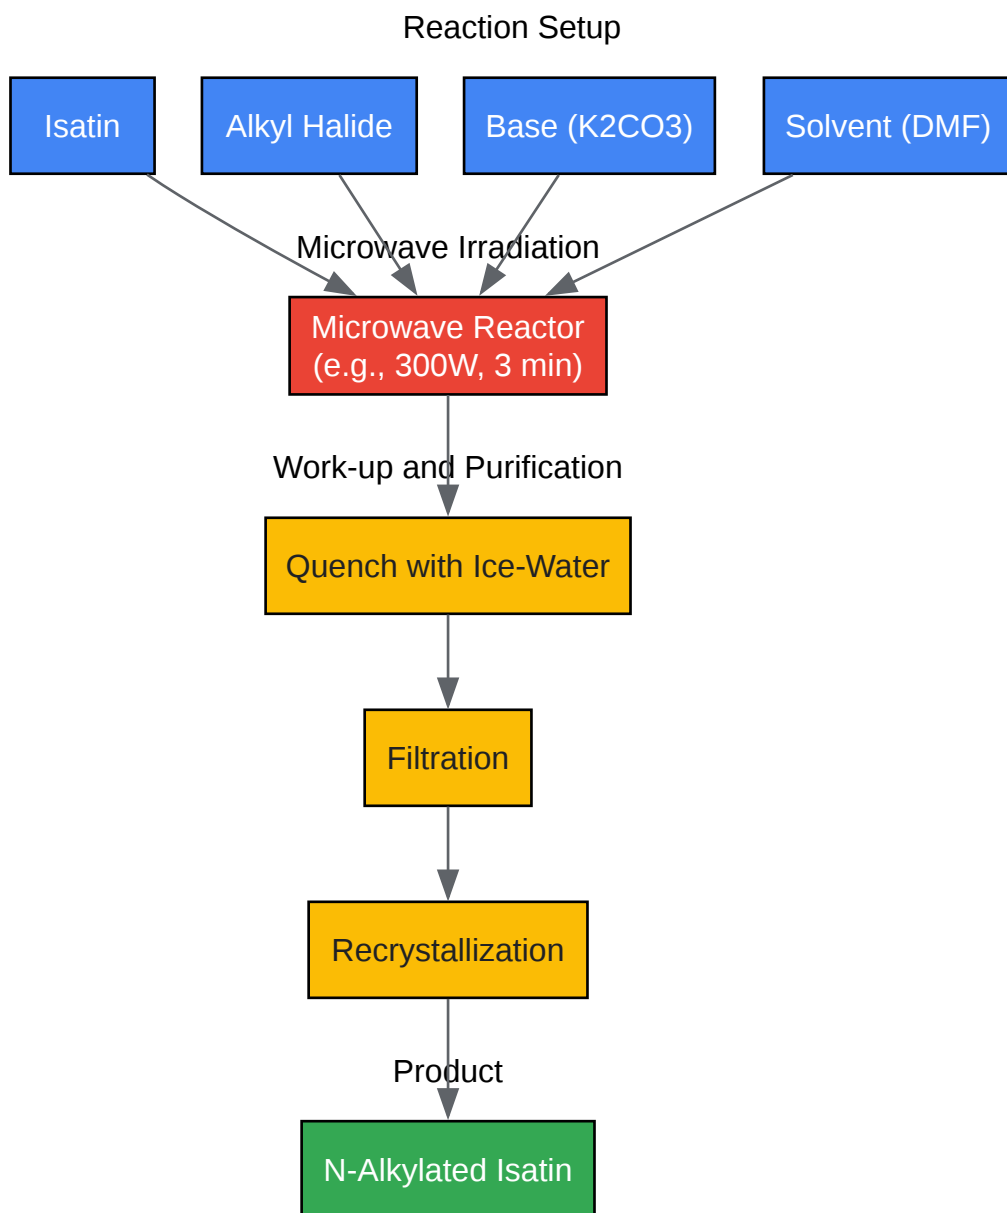 Reaction Setup
Isatin
Alkyl Halide
Base (K2CO3)
Solvent (DMF)
Microwave Irradiation
Microwave Reactor
(e.g., 300W, 3 min)
Work-up and Purification
Quench with Ice-Water
Filtration
Recrystallization
Product
N-Alkylated Isatin